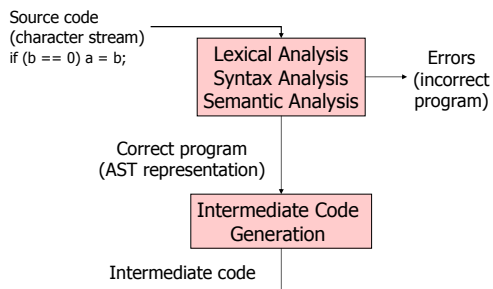 Source code
(character stream)
if (b == 0) a = b;
Lexical Analysis
Syntax Analysis
Semantic Analysis
Errors
(incorrect
program)
Correct program
(AST representation)
Intermediate Code
Generation
Intermediate code